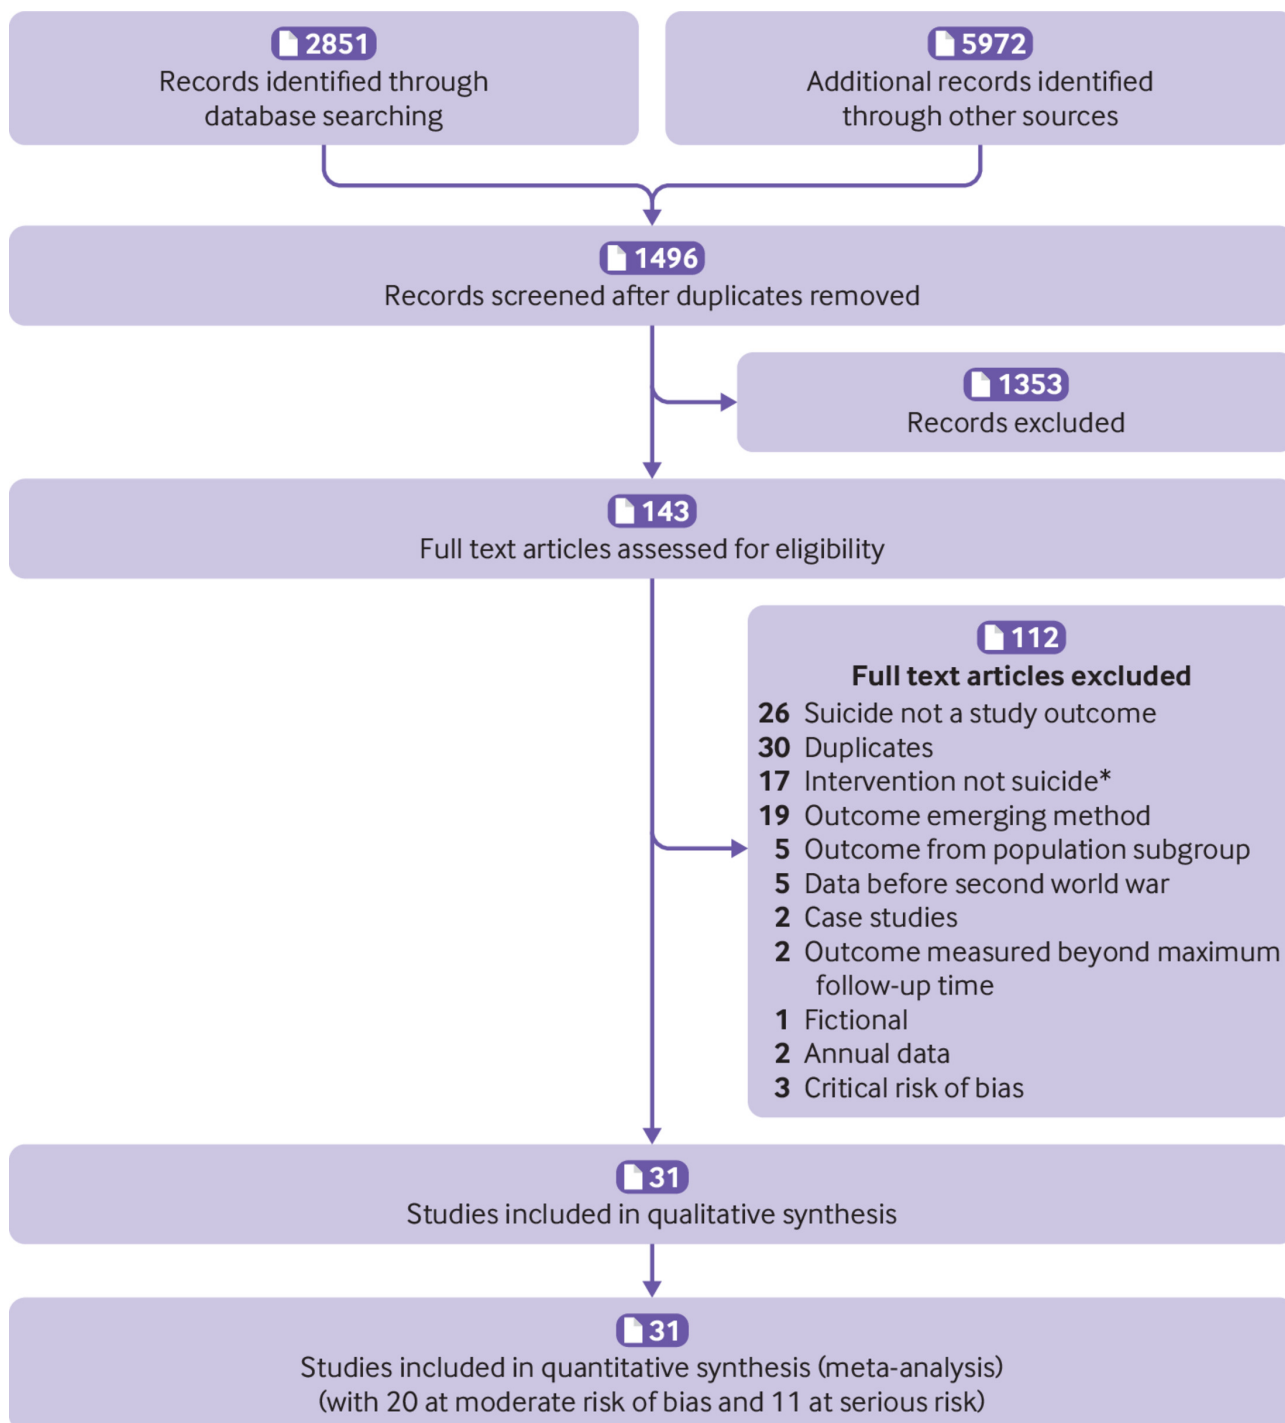 2851
Records identified through
database searching
5972
Additional records identified
through other sources
1496
Records screened after duplicates removed
1353
Records excluded
143
Full text articles assessed for eligibility
112
Full text articles excluded
26 Suicide not a study outcome
30 Duplicates
17 Intervention not suicide*
19 Outcome emerging method
5 Outcome from population subgroup
5 Data before second world war
2 Case studies
2 Outcome measured beyond maximum
follow-up time
1 Fictional
2 Annual data
3 Critical risk of bias
31
Studies included in qualitative synthesis
31
Studies included in quantitative synthesis (meta-analysis)
(with 20 at moderate risk of bias and 11 at serious risk)